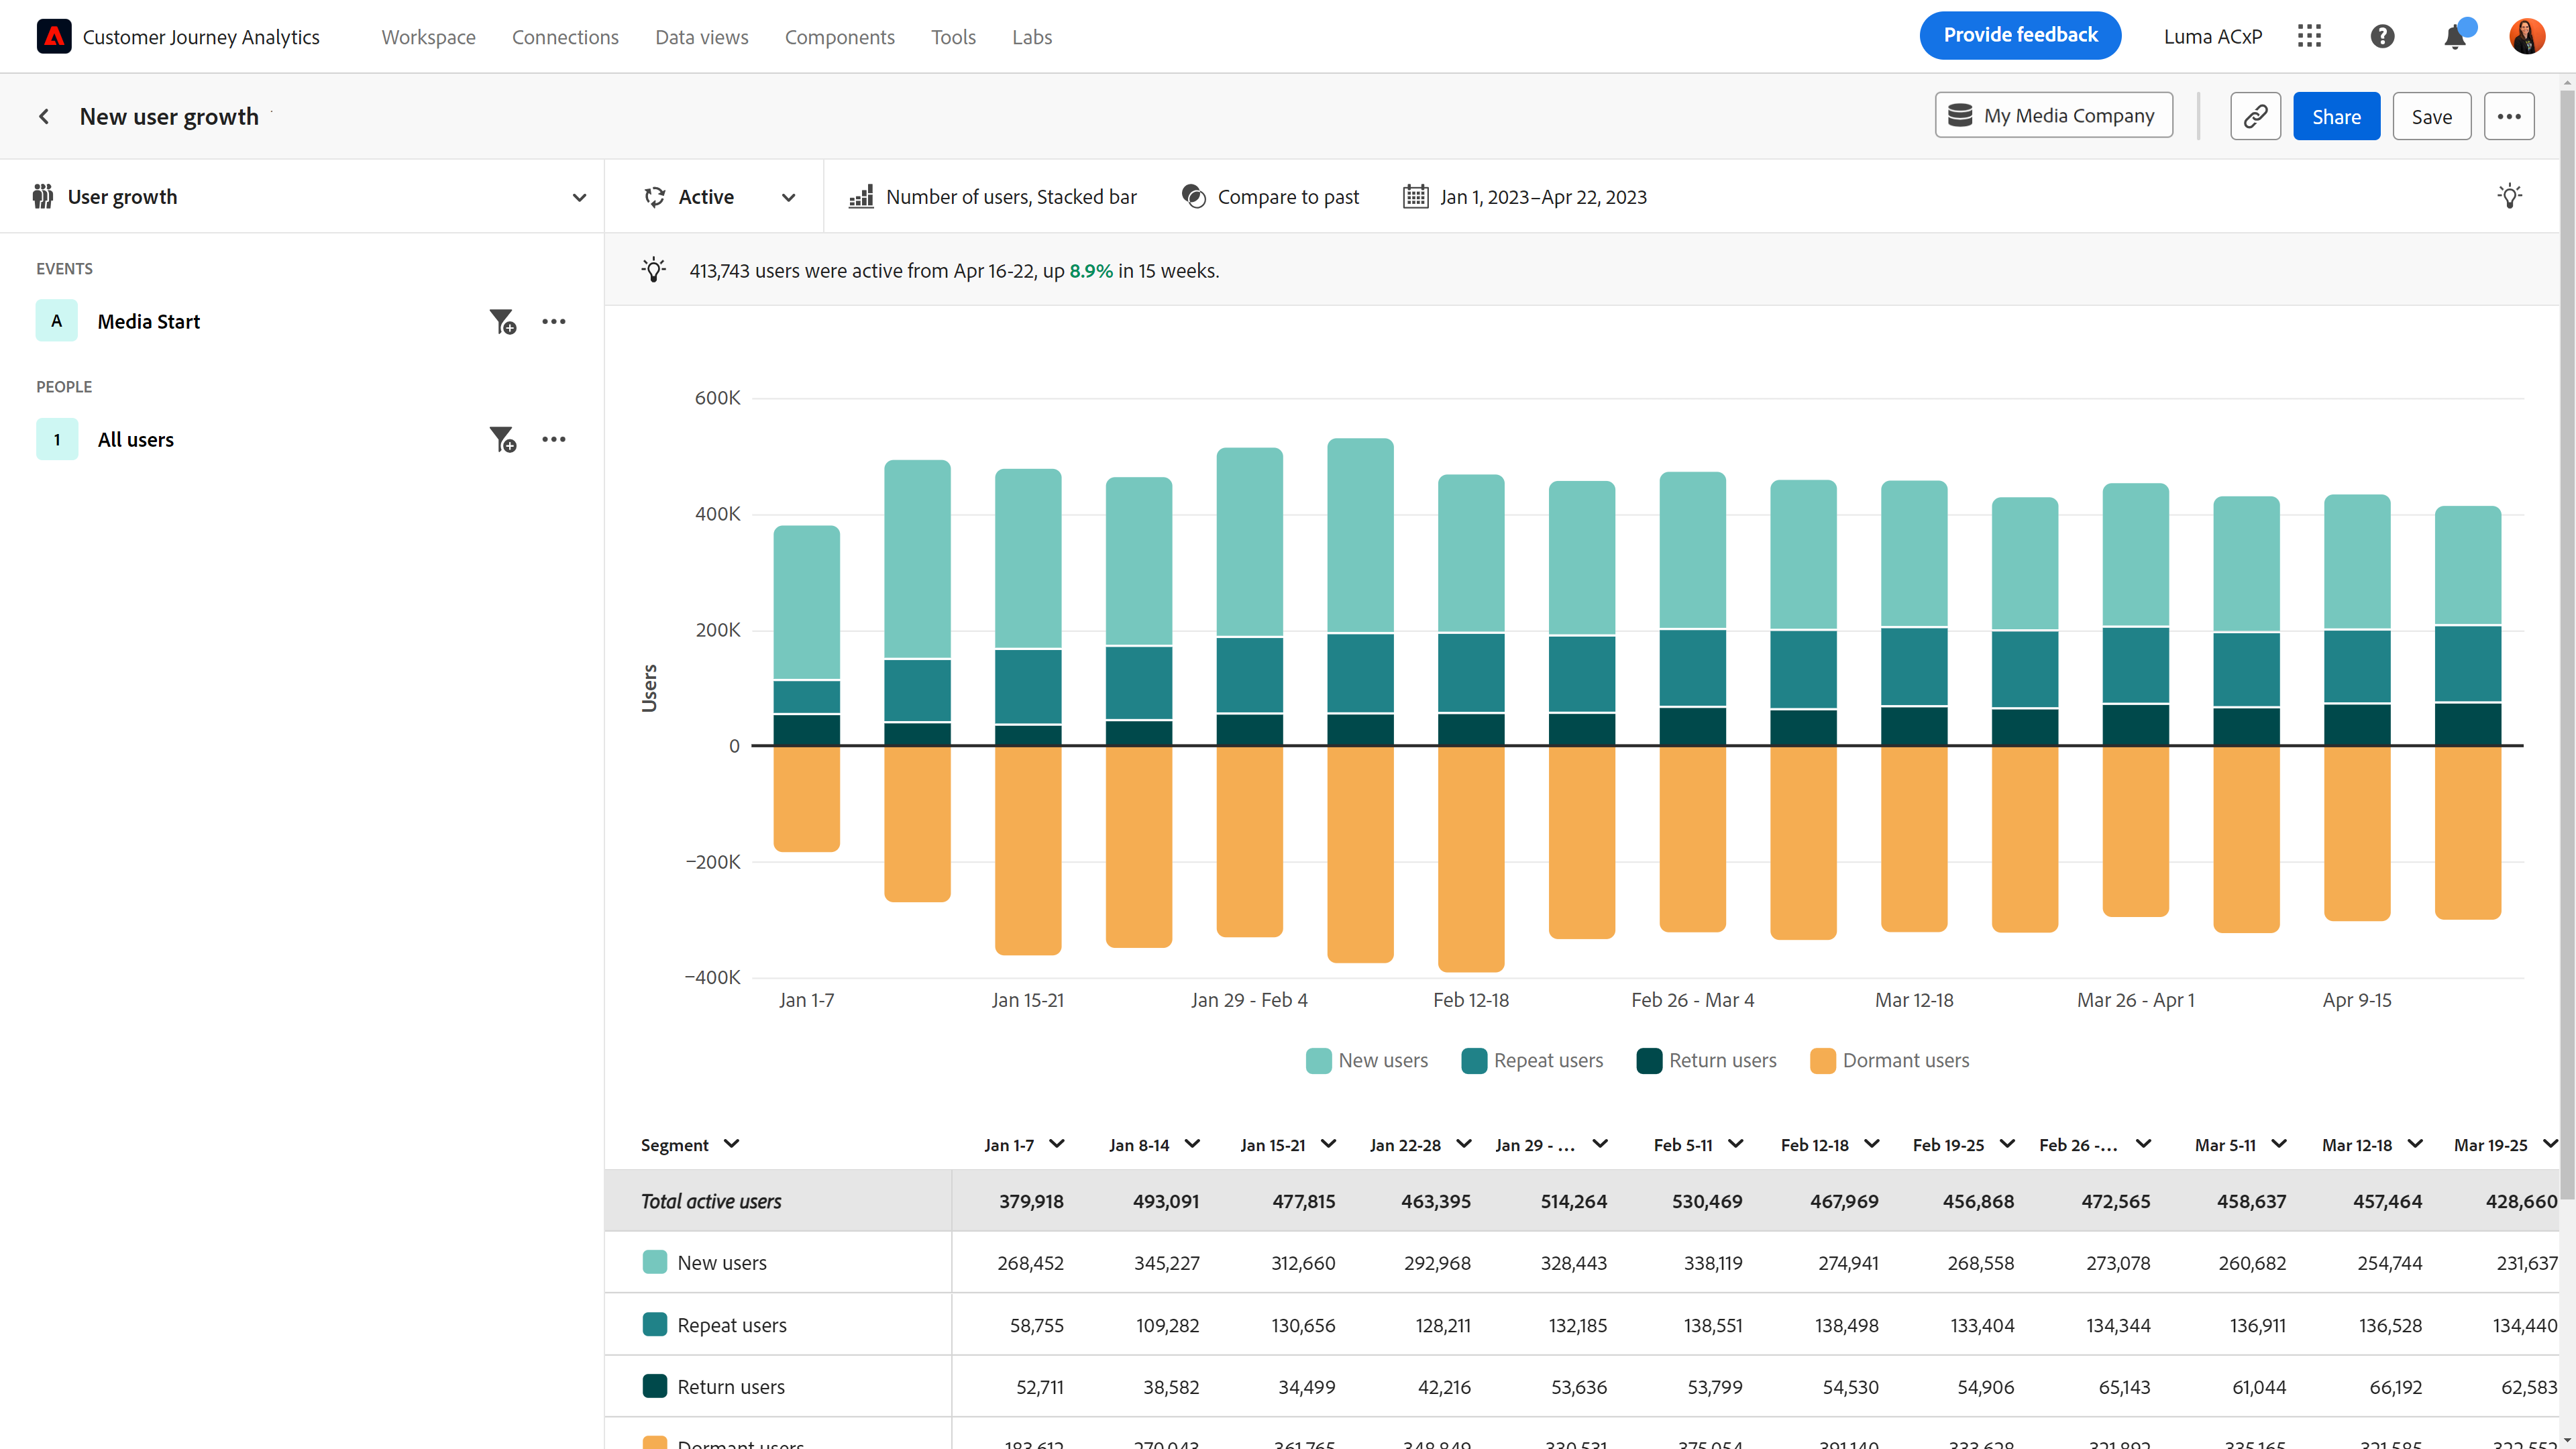 Customer Journey Analytics Workspace Connections Data views Components Tools Labs Provide feedback Luma ACxP
New user growth My Media Company Share Save
User growth Active Number of users, Stacked bar Compare to past Jan 1, 2023–Apr 22, 2023
EVENTS
A Media Start
PEOPLE
1 All users
413,743 users were active from Apr 16-22, up 8.9% in 15 weeks.
600K
400K
200K
Users
0
−200K
−400K
Jan 1-7 Jan 15-21 Jan 29 - Feb 4 Feb 12-18 Feb 26 - Mar 4 Mar 12-18 Mar 26 - Apr 1 Apr 9-15
New users Repeat users Return users Dormant users
Segment Jan 1-7 Jan 8-14 Jan 15-21 Jan 22-28 Jan 29 - ... Feb 5-11 Feb 12-18 Feb 19-25 Feb 26 -... Mar 5-11 Mar 12-18 Mar 19-25
Total active users 379,918 493,091 477,815 463,395 514,264 530,469 467,969 456,868 472,565 458,637 457,464 428,660
New users 268,452 345,227 312,660 292,968 328,443 338,119 274,941 268,558 273,078 260,682 254,744 231,637
Repeat users 58,755 109,282 130,656 128,211 132,185 138,551 138,498 133,404 134,344 136,911 136,528 134,440
Return users 52,711 38,582 34,499 42,216 53,636 53,799 54,530 54,906 65,143 61,044 66,192 62,583
Dormant users